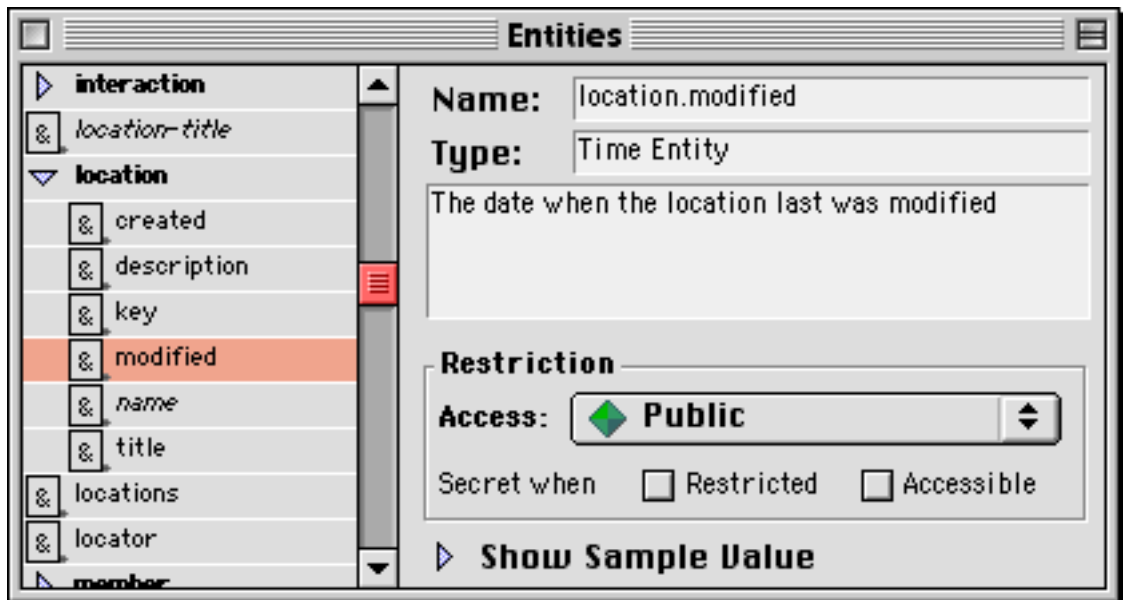 Entities
interaction
& location-title
location
& created
& description
& key
& modified
& name
& title
& locations
& locator
member
Name: location.modified
Type: Time Entity
The date when the location last was modified
Restriction
Access: Public
Secret when Restricted Accessible
Show Sample Value